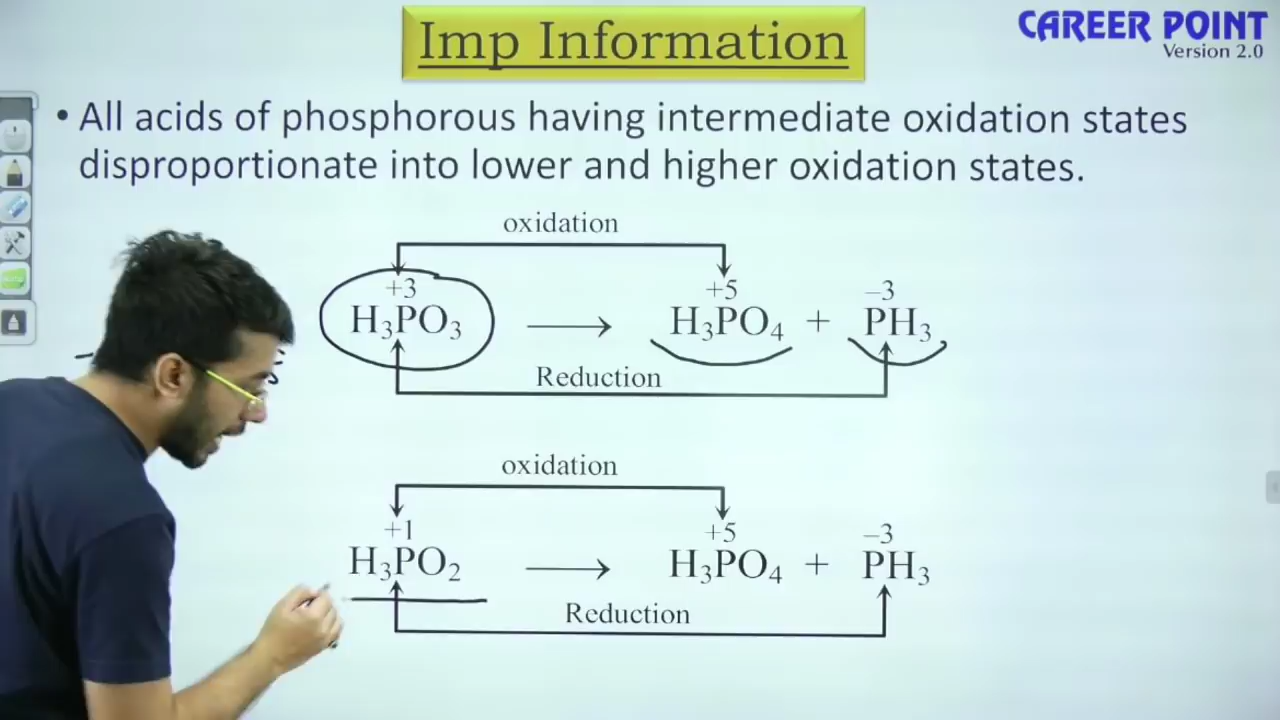 Imp Information
CAREER POINT
Version 2.0
• All acids of phosphorous having intermediate oxidation states
disproportionate into lower and higher oxidation states.
oxidation
+3 +5 –3
H₃PO₃ ⟶ H₃PO₄ + PH₃
Reduction
oxidation
+1 +5 –3
H₃PO₂ ⟶ H₃PO₄ + PH₃
Reduction